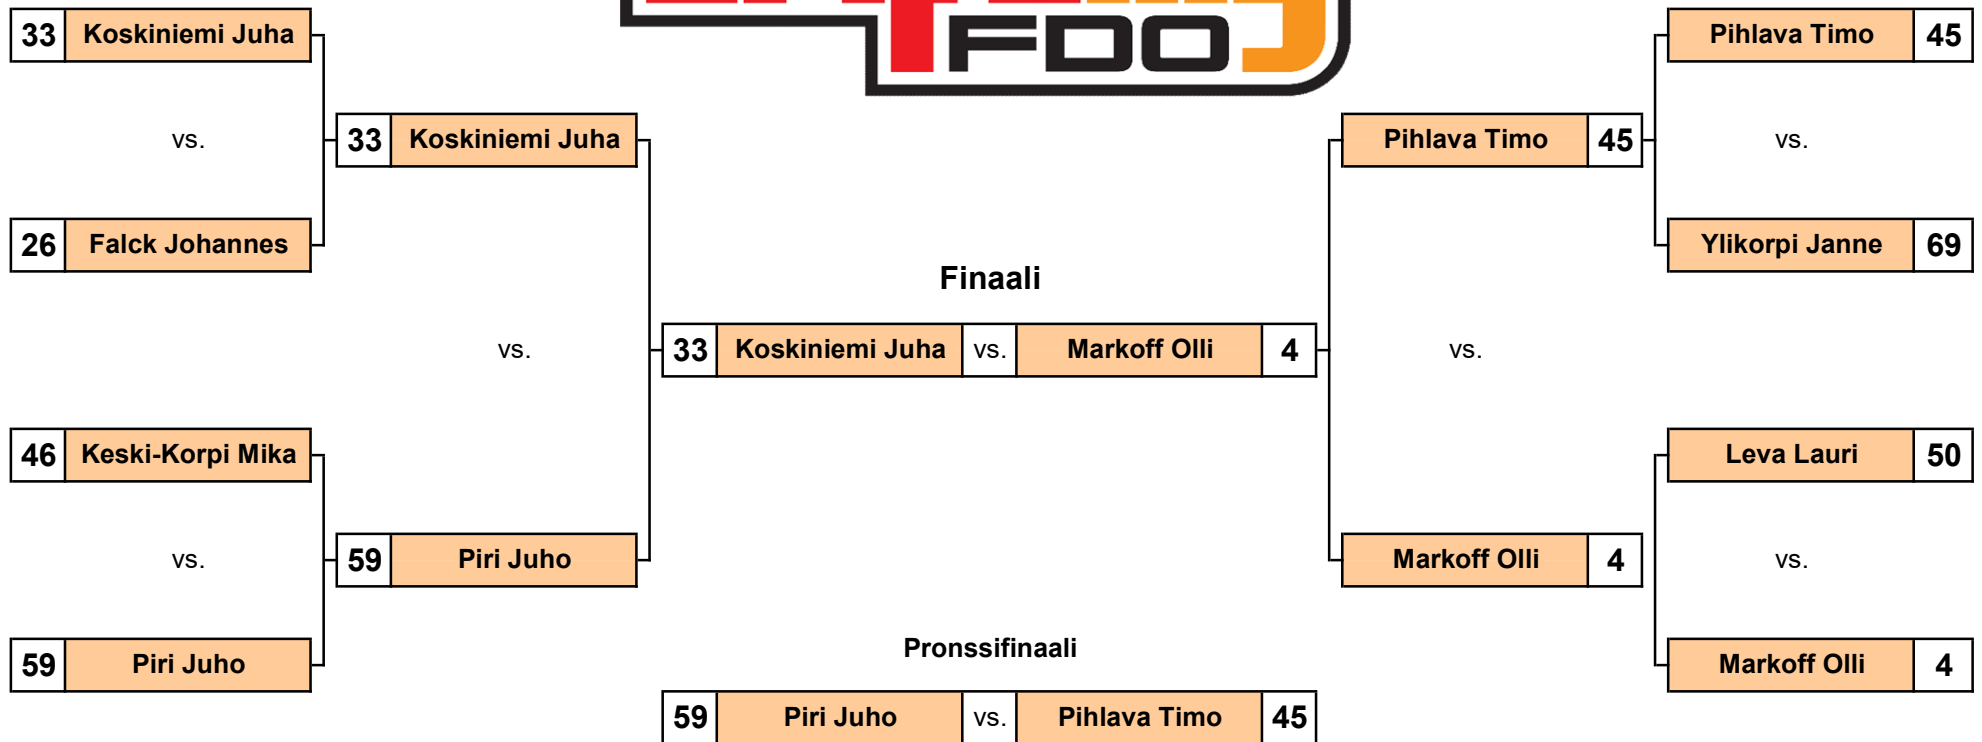 FDO
33 Koskiniemi Juha
Pihlava Timo 45
vs.
33 Koskiniemi Juha
Pihlava Timo 45
vs.
26 Falck Johannes
Ylikorpi Janne 69
Finaali
vs.
33 Koskiniemi Juha vs. Markoff Olli 4
vs.
46 Keski-Korpi Mika
Leva Lauri 50
vs.
59 Piri Juho
Markoff Olli 4
vs.
Pronssifinaali
59 Piri Juho
Markoff Olli 4
59 Piri Juho vs. Pihlava Timo 45